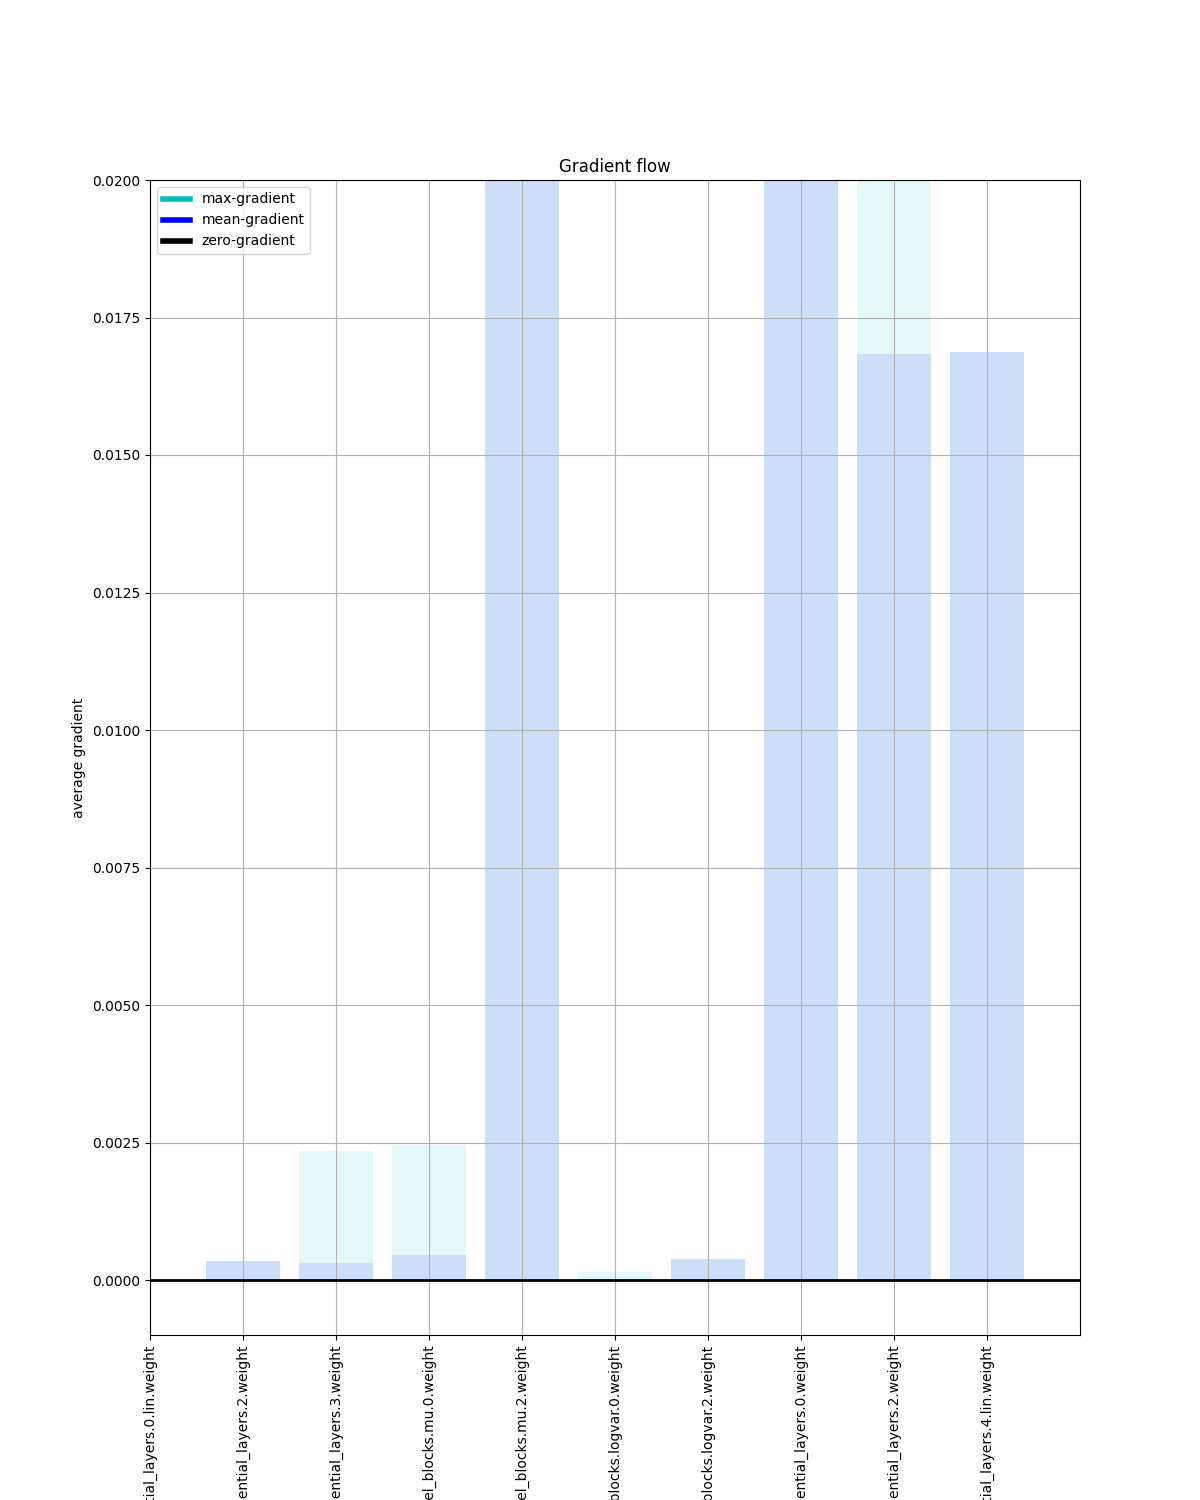 Gradient flow
max-gradient
mean-gradient
zero-gradient
0.0200
0.0175
0.0150
0.0125
0.0100
0.0075
0.0050
0.0025
0.0000
average gradient
tial_layers.0.lin.weight
ential_layers.2.weight
ential_layers.3.weight
el_blocks.mu.0.weight
el_blocks.mu.2.weight
blocks.logvar.0.weight
blocks.logvar.2.weight
ential_layers.0.weight
ential_layers.2.weight
tial_layers.4.lin.weight